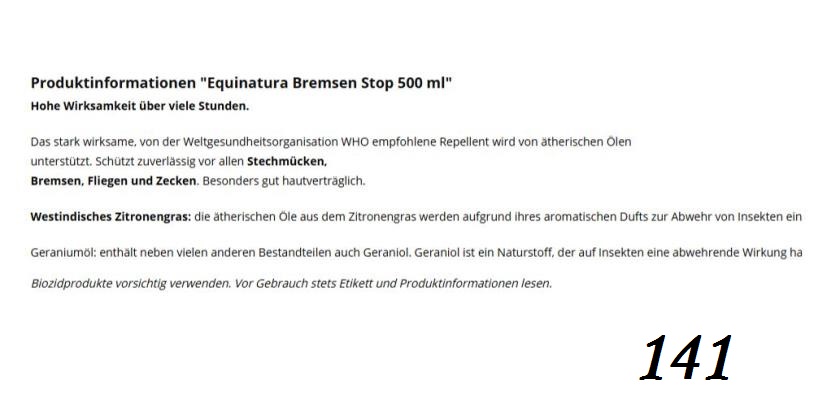 Produktinformationen "Equinatura Bremsen Stop 500 ml"
Hohe Wirksamkeit über viele Stunden.
Das stark wirksame, von der Weltgesundheitsorganisation WHO empfohlene Repellent wird von ätherischen Ölen
unterstützt. Schützt zuverlässig vor allen Stechmücken,
Bremsen, Fliegen und Zecken. Besonders gut hautverträglich.
Westindisches Zitronengras: die ätherischen Öle aus dem Zitronengras werden aufgrund ihres aromatischen Dufts zur Abwehr von Insekten ein
Geraniumöl: enthält neben vielen anderen Bestandteilen auch Geraniol. Geraniol ist ein Naturstoff, der auf Insekten eine abwehrende Wirkung ha
Biozidprodukte vorsichtig verwenden. Vor Gebrauch stets Etikett und Produktinformationen lesen.
141